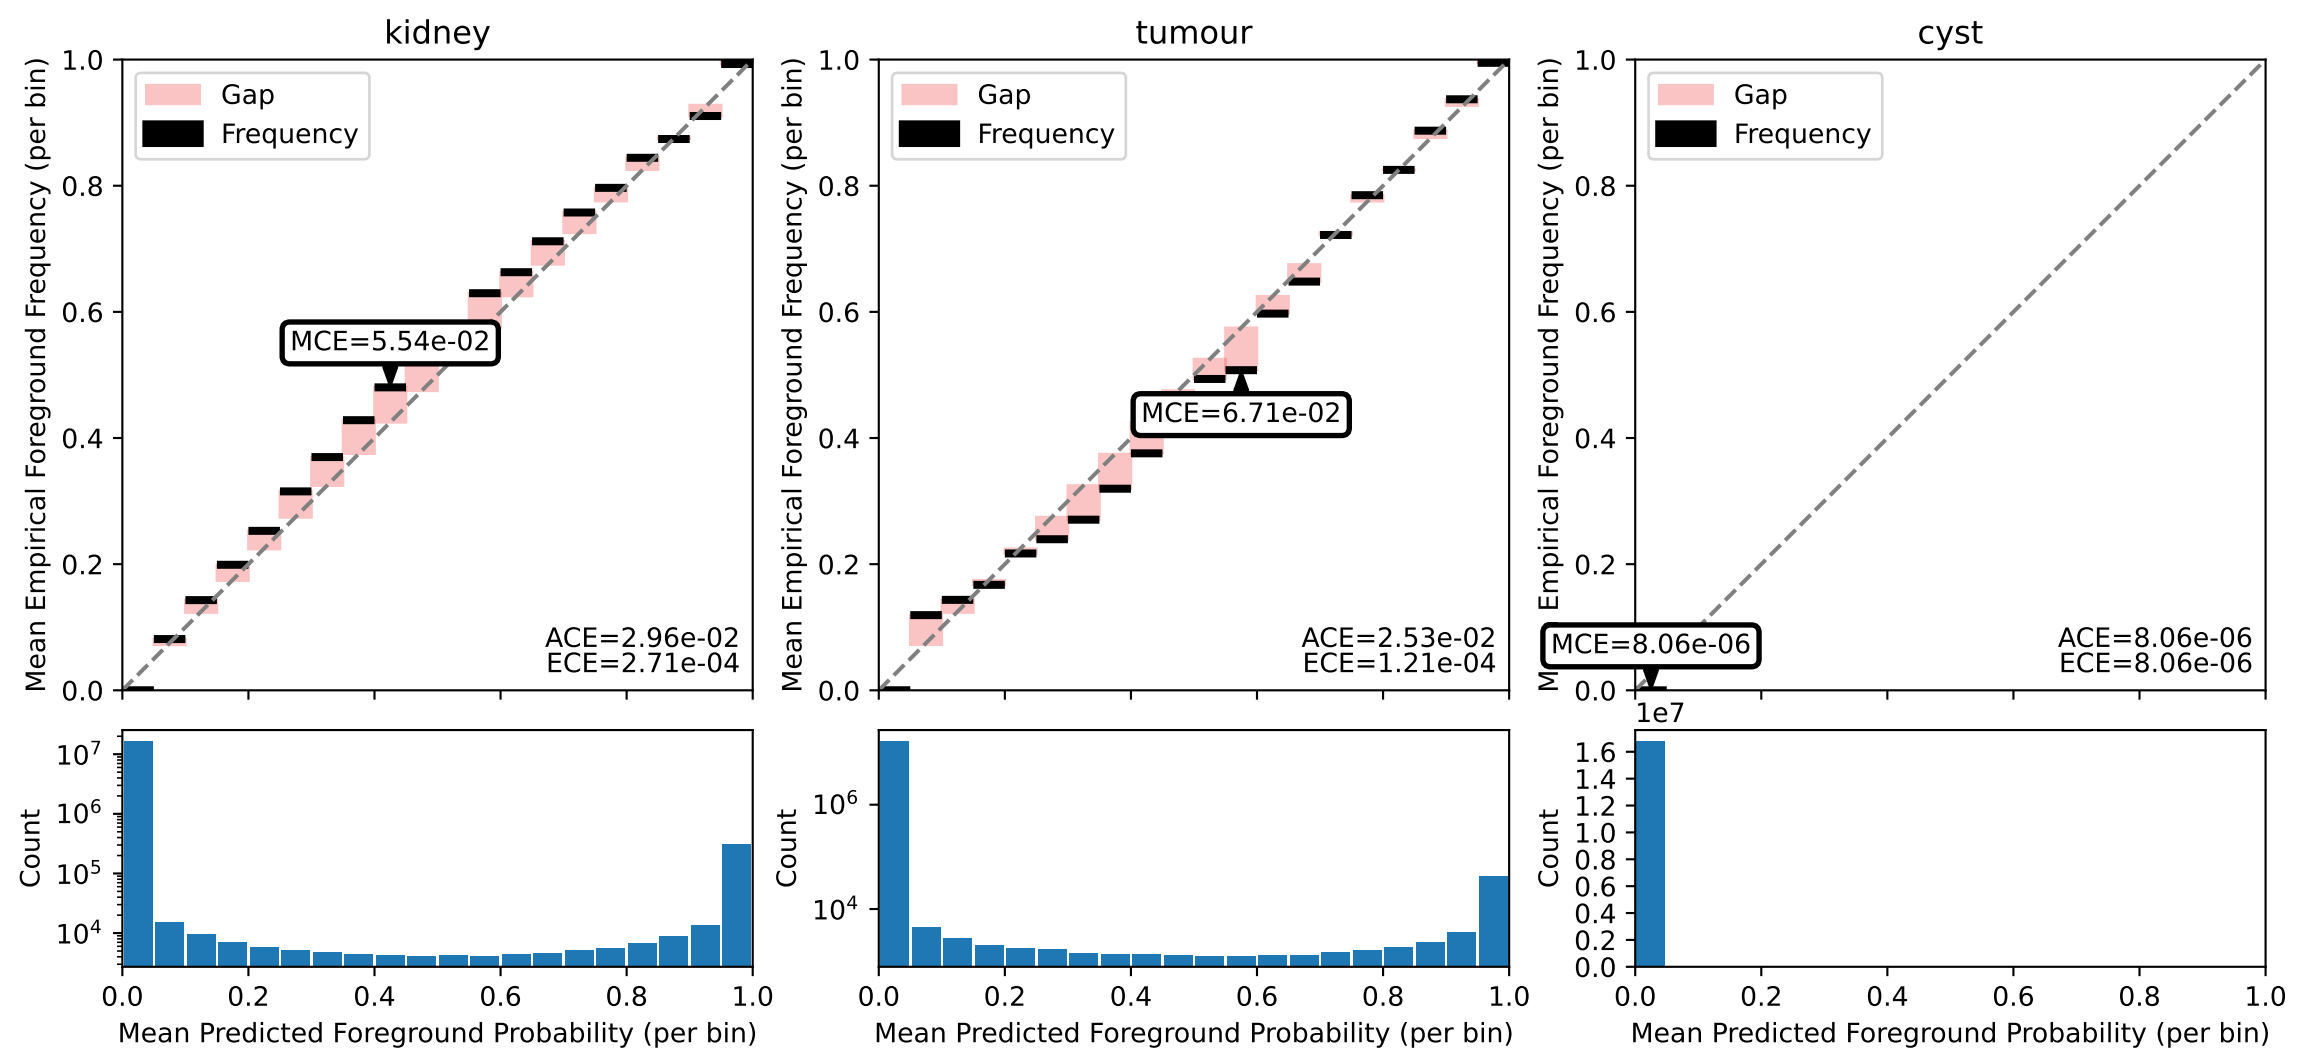 kidney
Mean Empirical Foreground Frequency (per bin)
1.0
0.8
0.6
0.4
0.2
0.0
Gap
Frequency
MCE=5.54e-02
ACE=2.96e-02
ECE=2.71e-04
Count
10⁷
10⁶
10⁵
10⁴
0.0 0.2 0.4 0.6 0.8 1.0
Mean Predicted Foreground Probability (per bin)
tumour
Mean Empirical Foreground Frequency (per bin)
1.0
0.8
0.6
0.4
0.2
0.0
Gap
Frequency
MCE=6.71e-02
ACE=2.53e-02
ECE=1.21e-04
Count
10⁶
10⁴
0.0 0.2 0.4 0.6 0.8 1.0
Mean Predicted Foreground Probability (per bin)
cyst
Mean Empirical Foreground Frequency (per bin)
1.0
0.8
0.6
0.4
0.2
0.0
Gap
Frequency
MCE=8.06e-06
ACE=8.06e-06
ECE=8.06e-06
1e7
Count
1.6
1.4
1.2
1.0
0.8
0.6
0.4
0.2
0.0
0.0 0.2 0.4 0.6 0.8 1.0
Mean Predicted Foreground Probability (per bin)